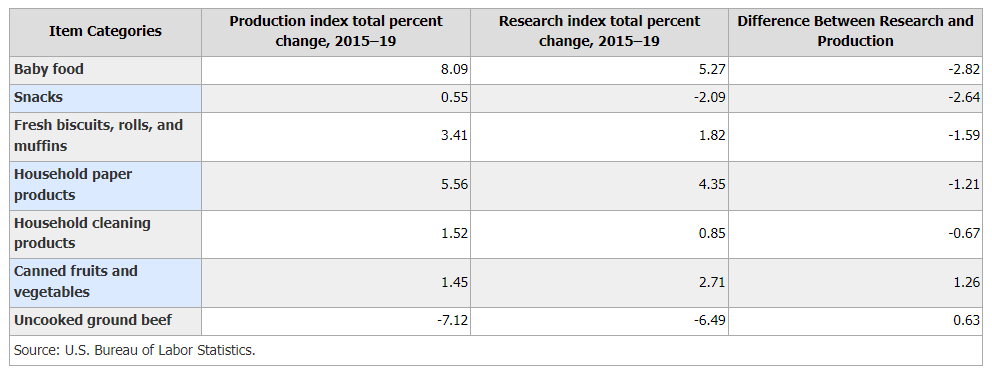 Item Categories
Production index total percent
change, 2015–19
Research index total percent
change, 2015–19
Difference Between Research and
Production
Baby food 8.09 5.27 -2.82
Snacks 0.55 -2.09 -2.64
Fresh biscuits, rolls, and
muffins 3.41 1.82 -1.59
Household paper
products 5.56 4.35 -1.21
Household cleaning
products 1.52 0.85 -0.67
Canned fruits and
vegetables 1.45 2.71 1.26
Uncooked ground beef -7.12 -6.49 0.63
Source: U.S. Bureau of Labor Statistics.